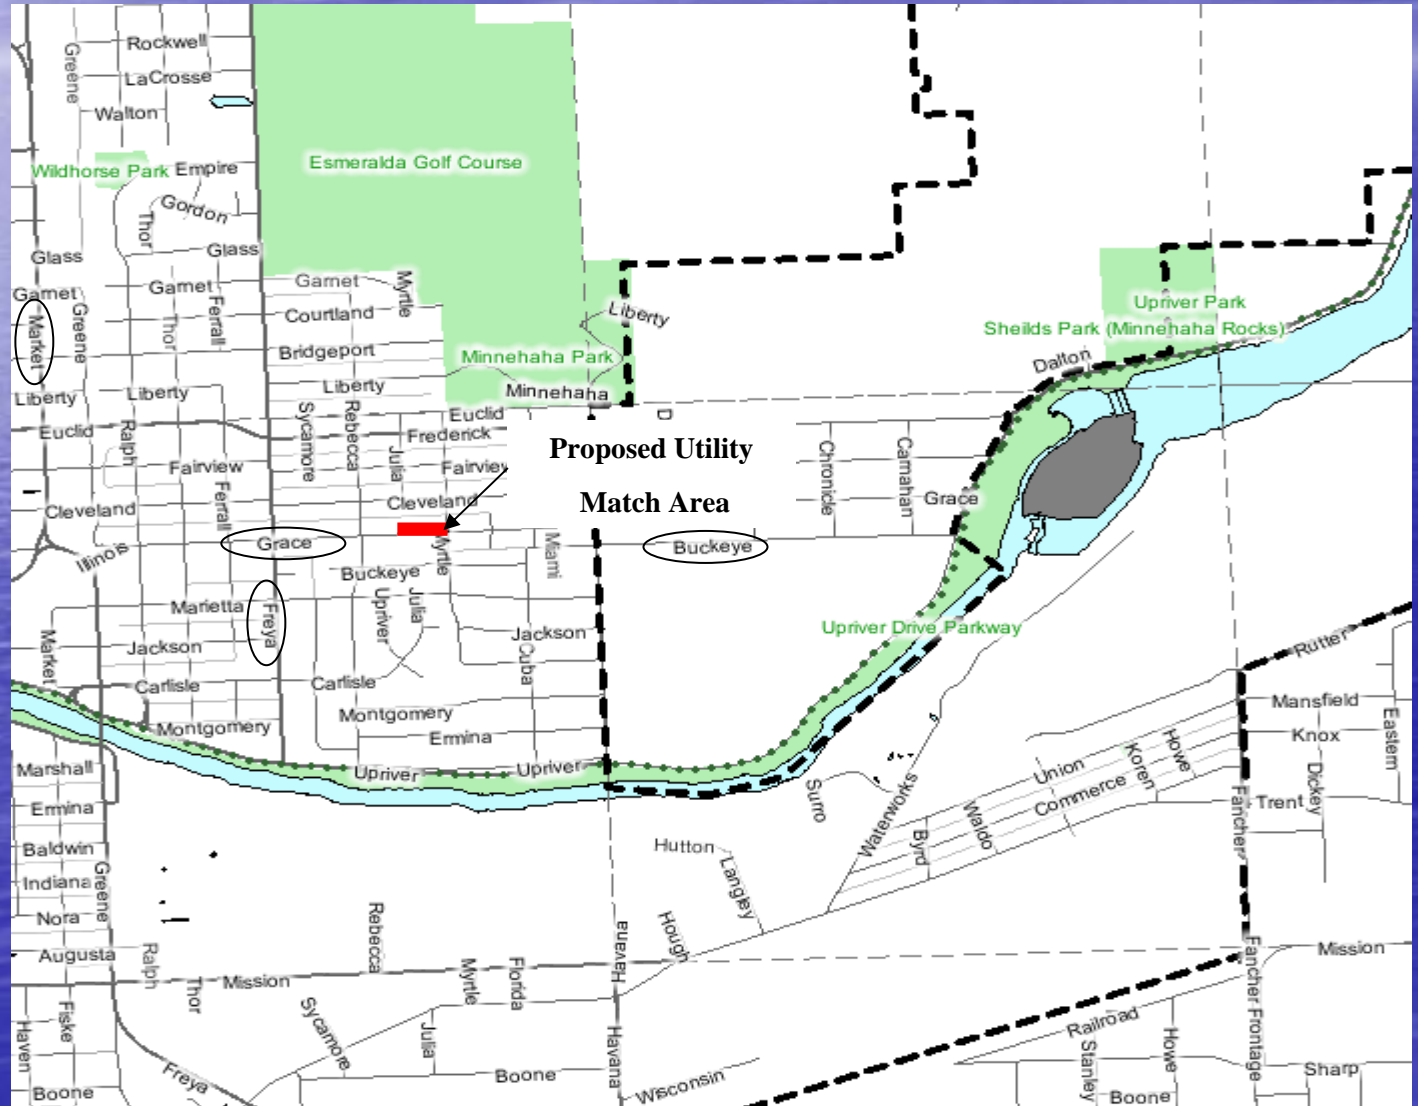 Rockwell
Greene
LaCrosse
Walton
Wildhorse Park
Empire
Esmeralda Golf Course
Gordon
Thor
Glass
Glass
Garnet
Garnet
Garnet
Myrtle
Market
Greene
Thor
Ferrall
Courtland
Liberty
Upriver Park
Sheilds Park (Minnehaha Rocks)
Bridgeport
Minnehaha Park
Dalton
Liberty
Liberty
Liberty
Minnehaha
Euclid
Euclid
Ralph
Sycamore
Rebecca
Frederick
D
Julia
Fairview
Fairview
Proposed Utility
Match Area
Chronicle
Carnahan
Grace
Cleveland
Ferrall
Cleveland
Illinois
Grace
Myrtle
Miami
Buckeye
Buckeye
Marietta
Freya
Upriver
Julia
Upriver Drive Parkway
Market
Jackson
Jackson
Cuba
Rutter
Carlisle
Carlisle
Mansfield
Eastern
Montgomery
Montgomery
Ermina
Knox
Marshall
Upriver
Upriver
Surro
Union
Koren
Howe
Dickey
Ermina
Waterworks
Commerce
Fancher
Trent
Baldwin
Greene
Hutton
Langley
Byrd
Waldo
Indiana
Nora
Rebecca
Hough
Havana
Augusta
Ralph
Thor
Mission
Myrtle
Florida
Fancher Frontage
Mission
Haven
Fiske
Sycamore
Julia
Havana
Railroad
Howe
Stanley
Sharp
Freya
Boone
Boone
Wisconsin
Boone